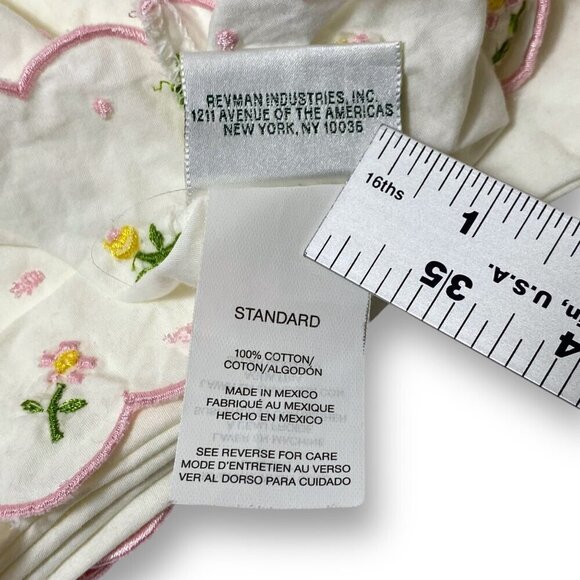 REVMAN INDUSTRIES, INC.
1211 AVENUE OF THE AMERICAS
NEW YORK, NY 10036
16ths
1
35
4
n, U.S.A.
STANDARD
100% COTTON/
COTON/ALGODÓN
MADE IN MEXICO
FABRIQUÉ AU MEXIQUE
HECHO EN MEXICO
SEE REVERSE FOR CARE
MODE D'ENTRETIEN AU VERSO
VER AL DORSO PARA CUIDADO